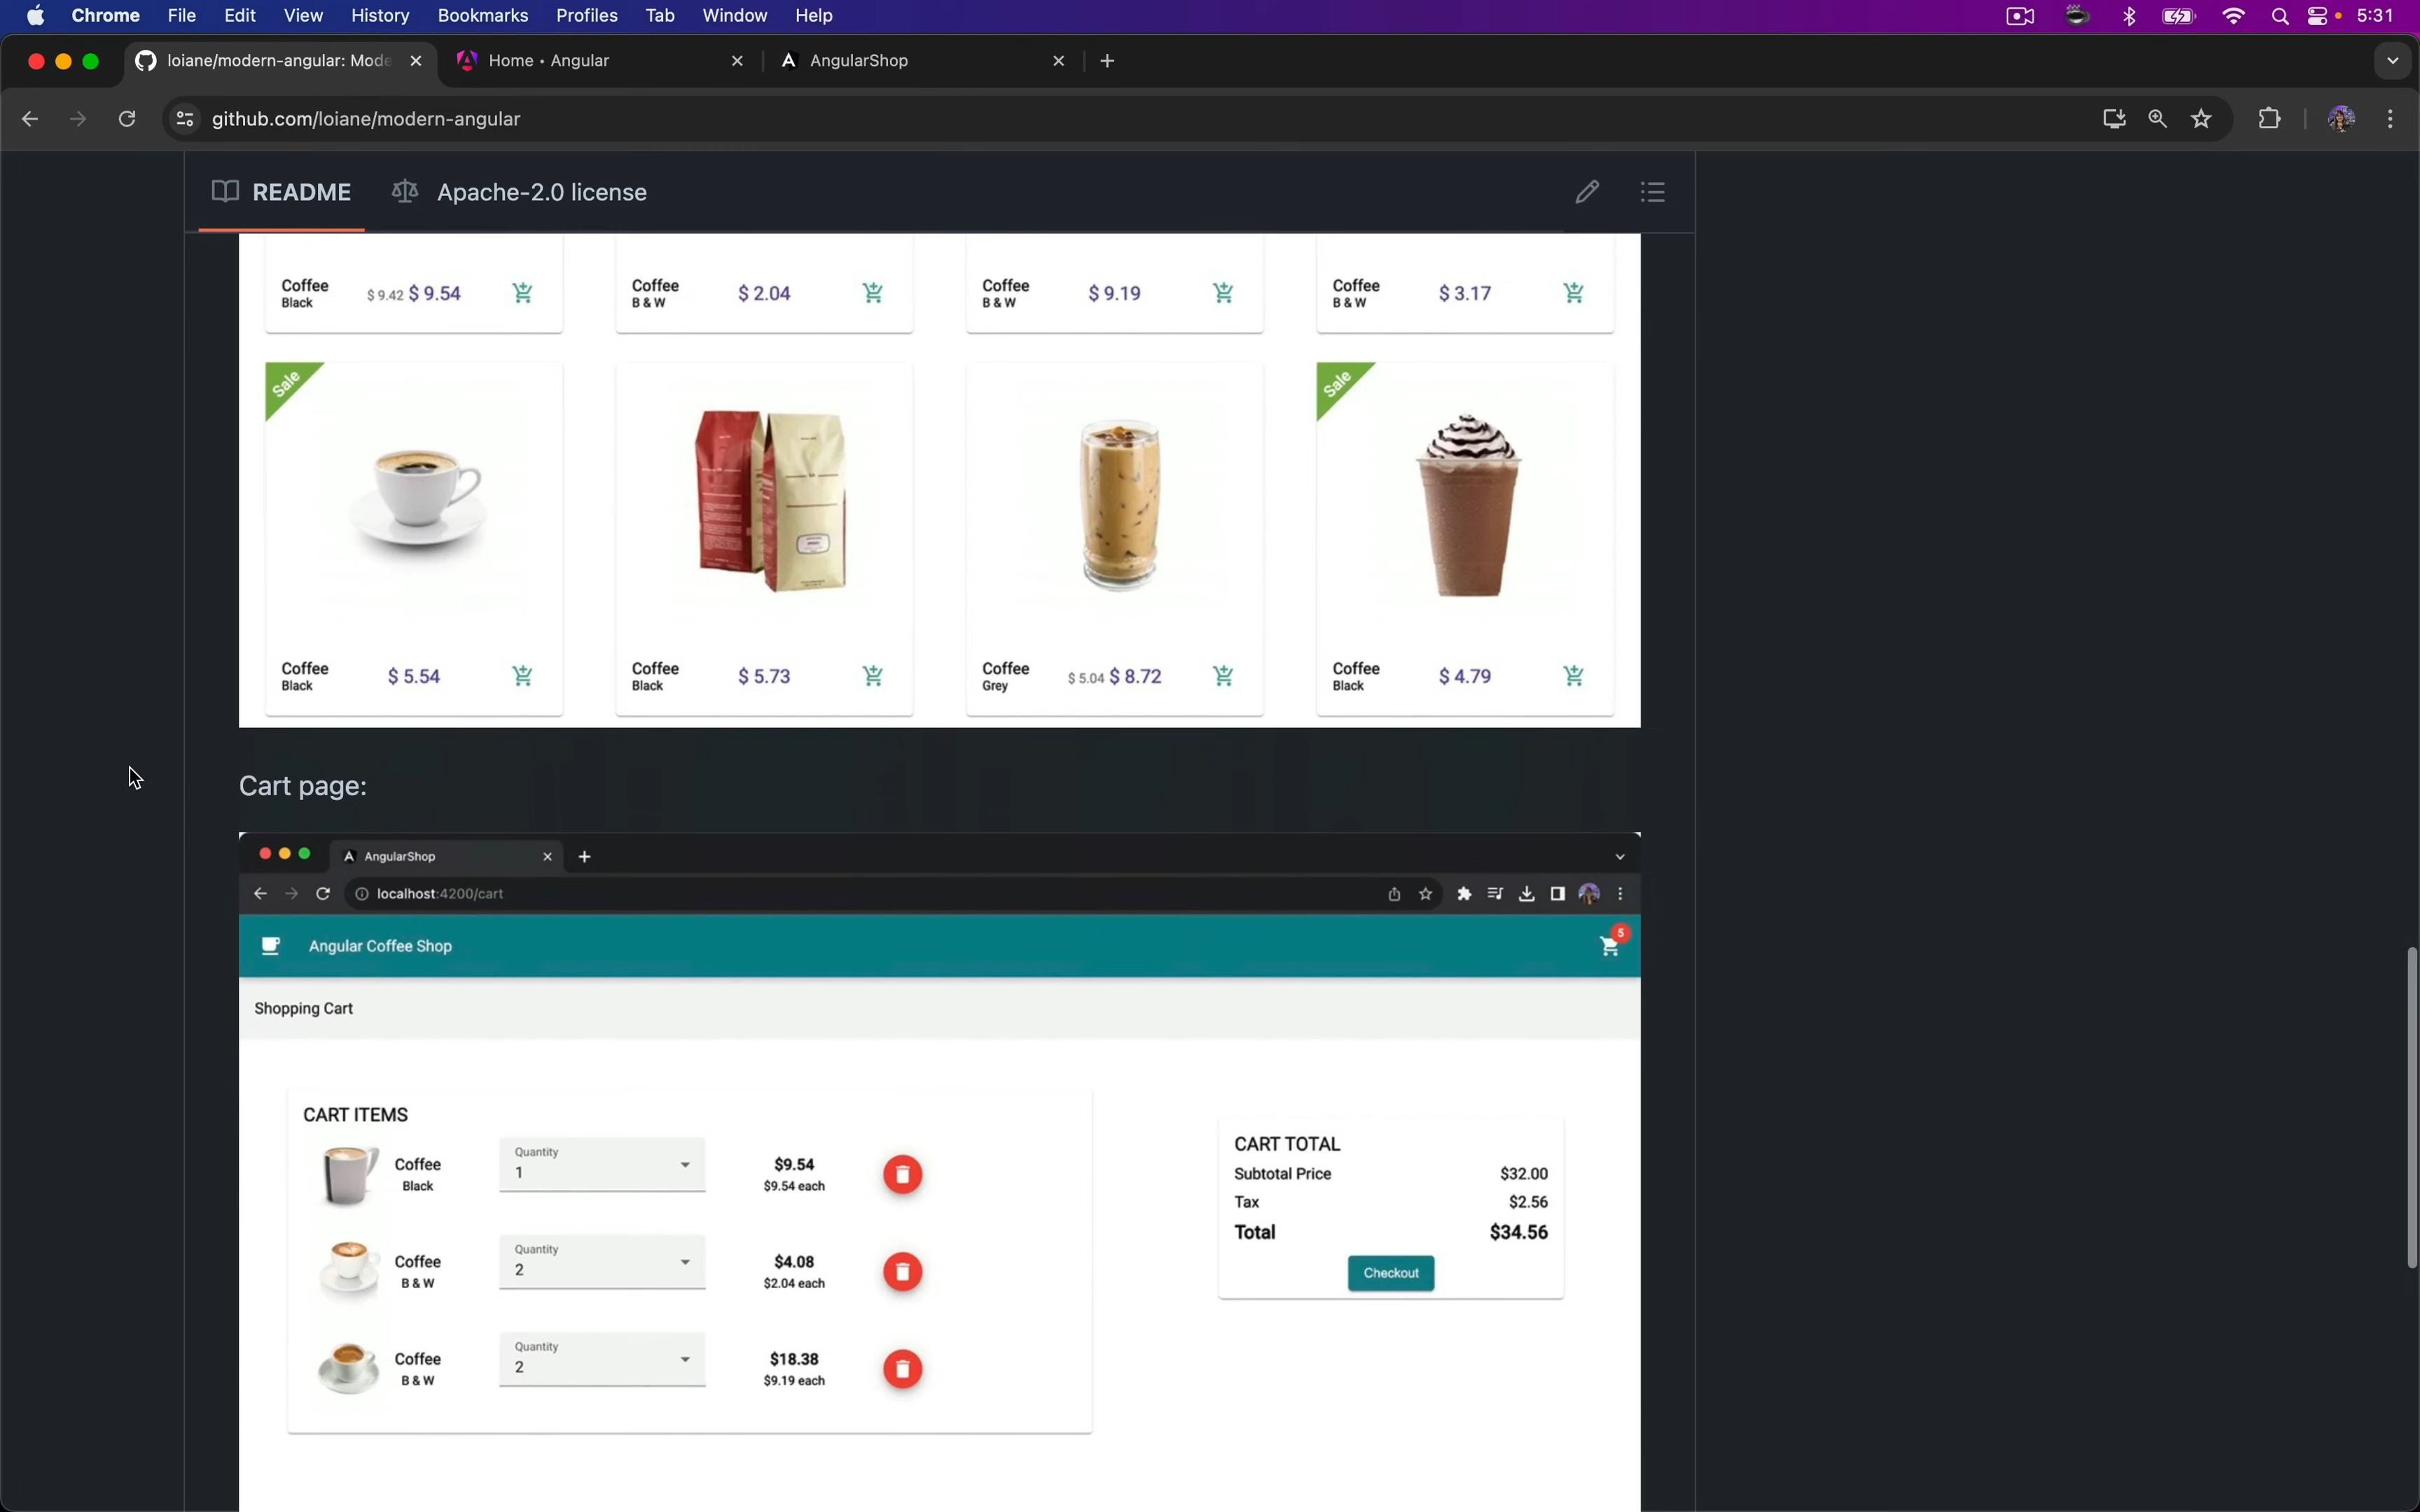 Chrome File Edit View History Bookmarks Profiles Tab Window Help 5:31
loiane/modern-angular: Mode Home • Angular AngularShop
github.com/loiane/modern-angular
README Apache-2.0 license
Coffee $ 9.42 $ 9.54 Coffee $ 2.04 Coffee $ 9.19 Coffee $ 3.17
Black B & W B & W B & W
Sale Sale
Coffee $ 5.54 Coffee $ 5.73 Coffee $ 5.04 $ 8.72 Coffee $ 4.79
Black Black Grey Black
Cart page:
AngularShop
localhost:4200/cart
Angular Coffee Shop 5
Shopping Cart
CART ITEMS
Coffee
Black
Quantity
1
$9.54
$9.54 each
Coffee
B & W
Quantity
2
$4.08
$2.04 each
Coffee
B & W
Quantity
2
$18.38
$9.19 each
CART TOTAL
Subtotal Price $32.00
Tax $2.56
Total $34.56
Checkout